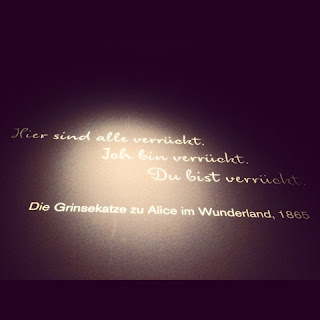 Hier sind alle verrückt.
Ich bin verrückt.
Du bist verrückt.
Die Grinsekatze zu Alice im Wunderland, 1865